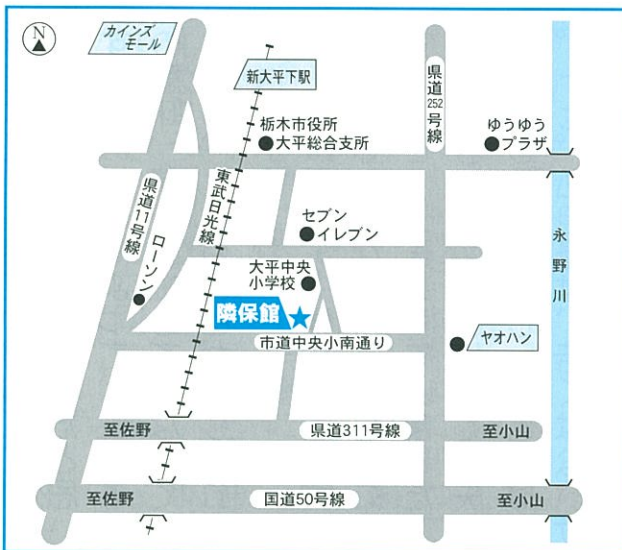 N
カインズ
モール
新大平下駅
県道252号線
栃木市役所
大平総合支所
ゆうゆう
プラザ
東武日光線
県道11号線
ローソン
セブン
イレブン
永野川
大平中央
小学校
隣保館
市道中央小南通り
ヤオハン
至佐野
県道311号線
至小山
至佐野
国道50号線
至小山